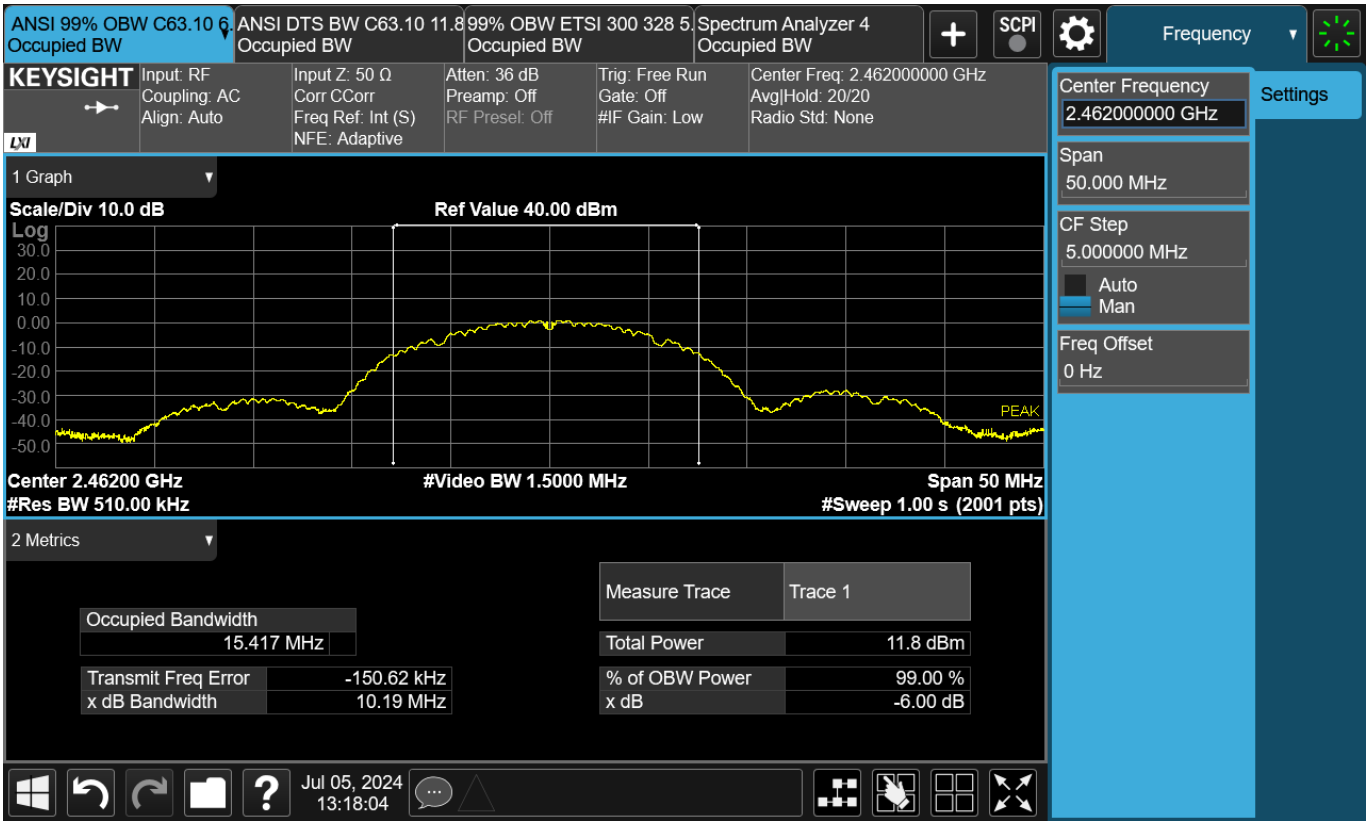 ANSI 99% OBW C63.10 6.
Occupied BW
ANSI DTS BW C63.10 11.8
Occupied BW
99% OBW ETSI 300 328 5.
Occupied BW
Spectrum Analyzer 4
Occupied BW
SCPI
Frequency
KEYSIGHT
LXI
Input: RF
Coupling: AC
Align: Auto
Input Z: 50 Ω
Corr CCorr
Freq Ref: Int (S)
NFE: Adaptive
Atten: 36 dB
Preamp: Off
RF Presel: Off
Trig: Free Run
Gate: Off
#IF Gain: Low
Center Freq: 2.462000000 GHz
Avg|Hold: 20/20
Radio Std: None
Center Frequency
2.462000000 GHz
Settings
Span
50.000 MHz
CF Step
5.000000 MHz
Auto
Man
Freq Offset
0 Hz
1 Graph
Scale/Div 10.0 dB
Ref Value 40.00 dBm
Log
30.0
20.0
10.0
0.00
-10.0
-20.0
-30.0
-40.0
-50.0
PEAK
Center 2.46200 GHz
#Video BW 1.5000 MHz
Span 50 MHz
#Res BW 510.00 kHz
#Sweep 1.00 s (2001 pts)
2 Metrics
Measure Trace
Trace 1
Occupied Bandwidth
15.417 MHz
Total Power
11.8 dBm
Transmit Freq Error
-150.62 kHz
% of OBW Power
99.00 %
x dB Bandwidth
10.19 MHz
x dB
-6.00 dB
?
Jul 05, 2024
13:18:04